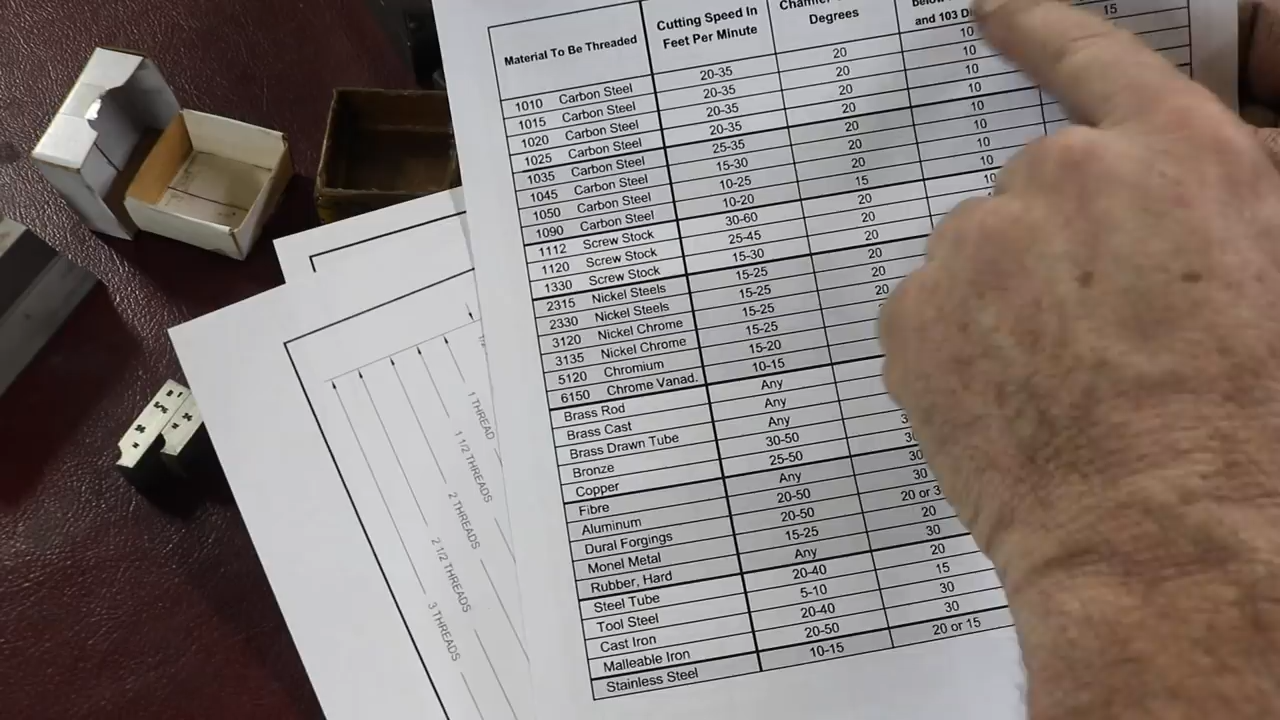 Material To Be Threaded
Cutting Speed In
Feet Per Minute
Degrees
and 103
15
1010 Carbon Steel 20-35 20 10
1015 Carbon Steel 20-35 20 10
1020 Carbon Steel 20-35 20 10
1025 Carbon Steel 20-35 20 10
1035 Carbon Steel 25-35 20 10
1045 Carbon Steel 15-30 20 10
1050 Carbon Steel 10-25 20 10
1090 Carbon Steel 10-20 15 10
1112 Screw Stock 30-60 20
1120 Screw Stock 25-45 20
1330 Screw Stock 15-30 20
2315 Nickel Steels 15-25 20
2330 Nickel Steels 15-25 20
3120 Nickel Chrome 15-25 20
3135 Nickel Chrome 15-25
5120 Chromium 15-20
6150 Chrome Vanad. 10-15
Brass Rod Any
Brass Cast Any
Brass Drawn Tube Any
Bronze 30-50
Copper 25-50
Fibre Any 30
Aluminum 20-50 30
Dural Forgings 20-50 20 or
Monel Metal 15-25 20
Rubber, Hard Any 30
Steel Tube 20-40 20
Tool Steel 5-10 15
Cast Iron 20-40 30
Malleable Iron 20-50 30
Stainless Steel 10-15 20 or 15
1 THREAD
1 1/2 THREADS
2 THREADS
2 1/2 THREADS
3 THREADS